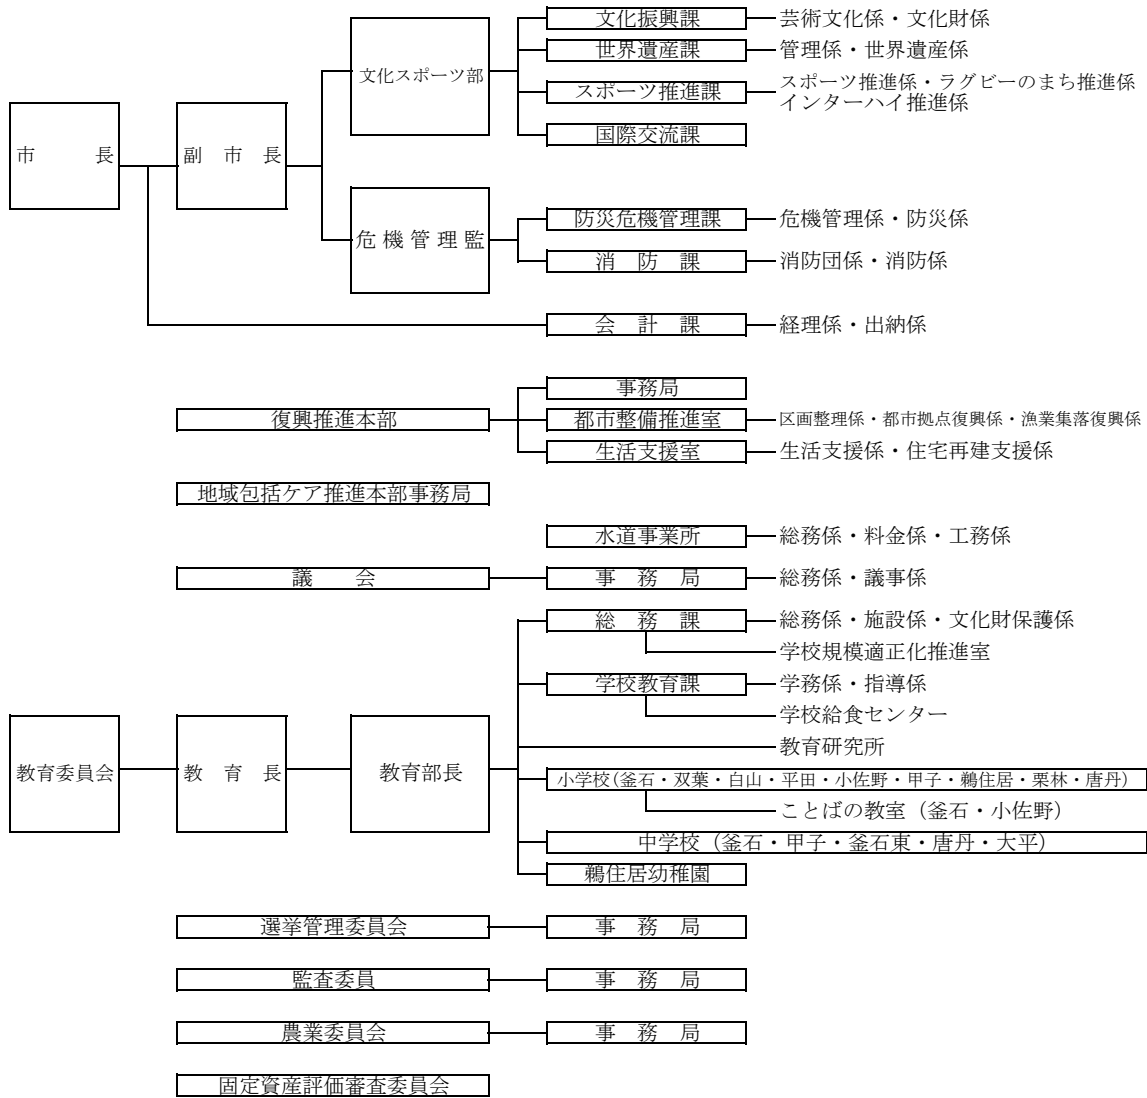 文化振興課 芸術文化係・文化財係
世界遺産課 管理係・世界遺産係
文化スポーツ部
スポーツ推進課 スポーツ推進係・ラグビーのまち推進係
インターハイ推進係
国際交流課
市長 副市長
防災危機管理課 危機管理係・防災係
危機管理監
消防課 消防団係・消防係
会計課 経理係・出納係
事務局
復興推進本部 都市整備推進室 区画整理係・都市拠点復興係・漁業集落復興係
生活支援室 生活支援係・住宅再建支援係
地域包括ケア推進本部事務局
水道事業所 総務係・料金係・工務係
議会 事務局 総務係・議事係
総務課 総務係・施設係・文化財保護係
学校規模適正化推進室
学校教育課 学務係・指導係
学校給食センター
教育研究所
教育委員会 教育長 教育部長
小学校(釜石・双葉・白山・平田・小佐野・甲子・鵜住居・栗林・唐丹)
ことばの教室(釜石・小佐野)
中学校(釜石・甲子・釜石東・唐丹・大平)
鵜住居幼稚園
選挙管理委員会 事務局
監査委員 事務局
農業委員会 事務局
固定資産評価審査委員会